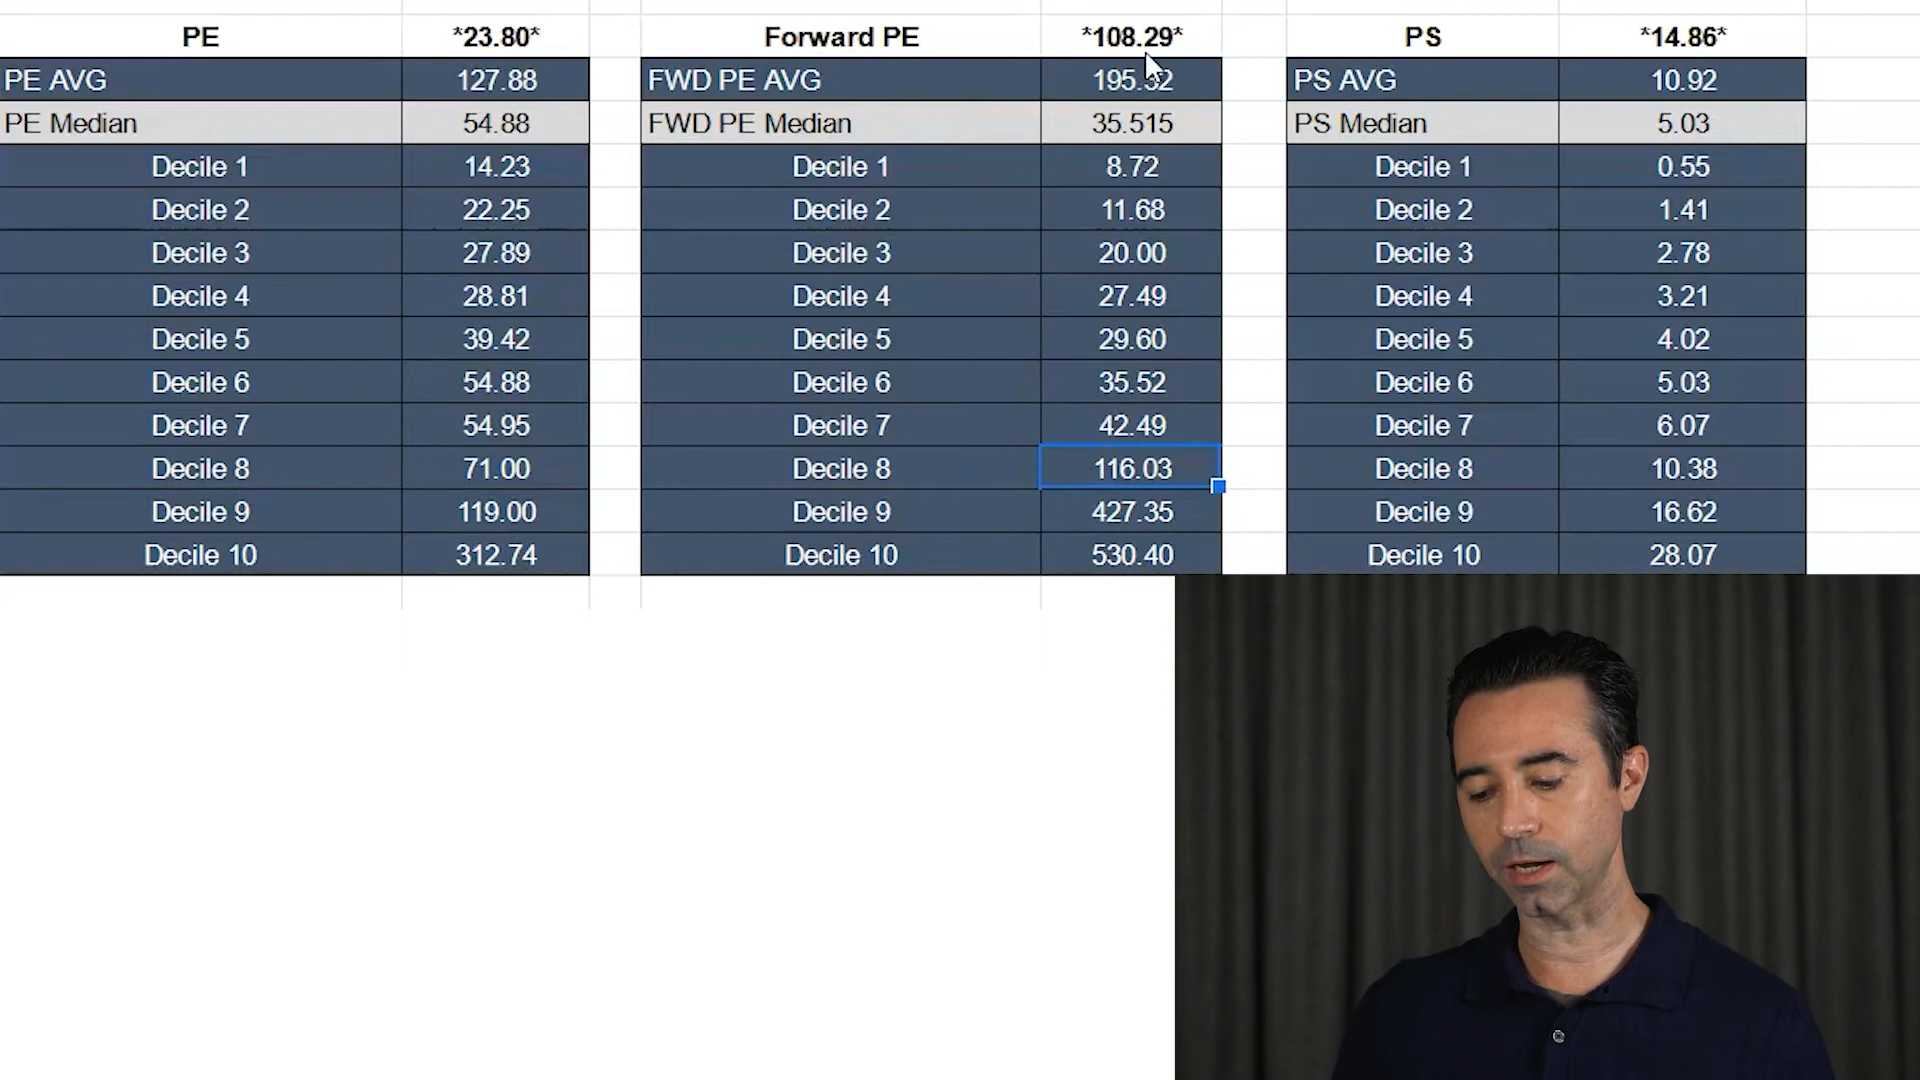 PE *23.80* Forward PE *108.29* PS *14.86*
PE AVG 127.88 FWD PE AVG PS AVG 10.92
PE Median 54.88 FWD PE Median 35.515 PS Median 5.03
Decile 1 14.23 Decile 1 8.72 Decile 1 0.55
Decile 2 22.25 Decile 2 11.68 Decile 2 1.41
Decile 3 27.89 Decile 3 20.00 Decile 3 2.78
Decile 4 28.81 Decile 4 27.49 Decile 4 3.21
Decile 5 39.42 Decile 5 29.60 Decile 5 4.02
Decile 6 54.88 Decile 6 35.52 Decile 6 5.03
Decile 7 54.95 Decile 7 42.49 Decile 7 6.07
Decile 8 71.00 Decile 8 116.03 Decile 8 10.38
Decile 9 119.00 Decile 9 427.35 Decile 9 16.62
Decile 10 312.74 Decile 10 530.40 Decile 10 28.07